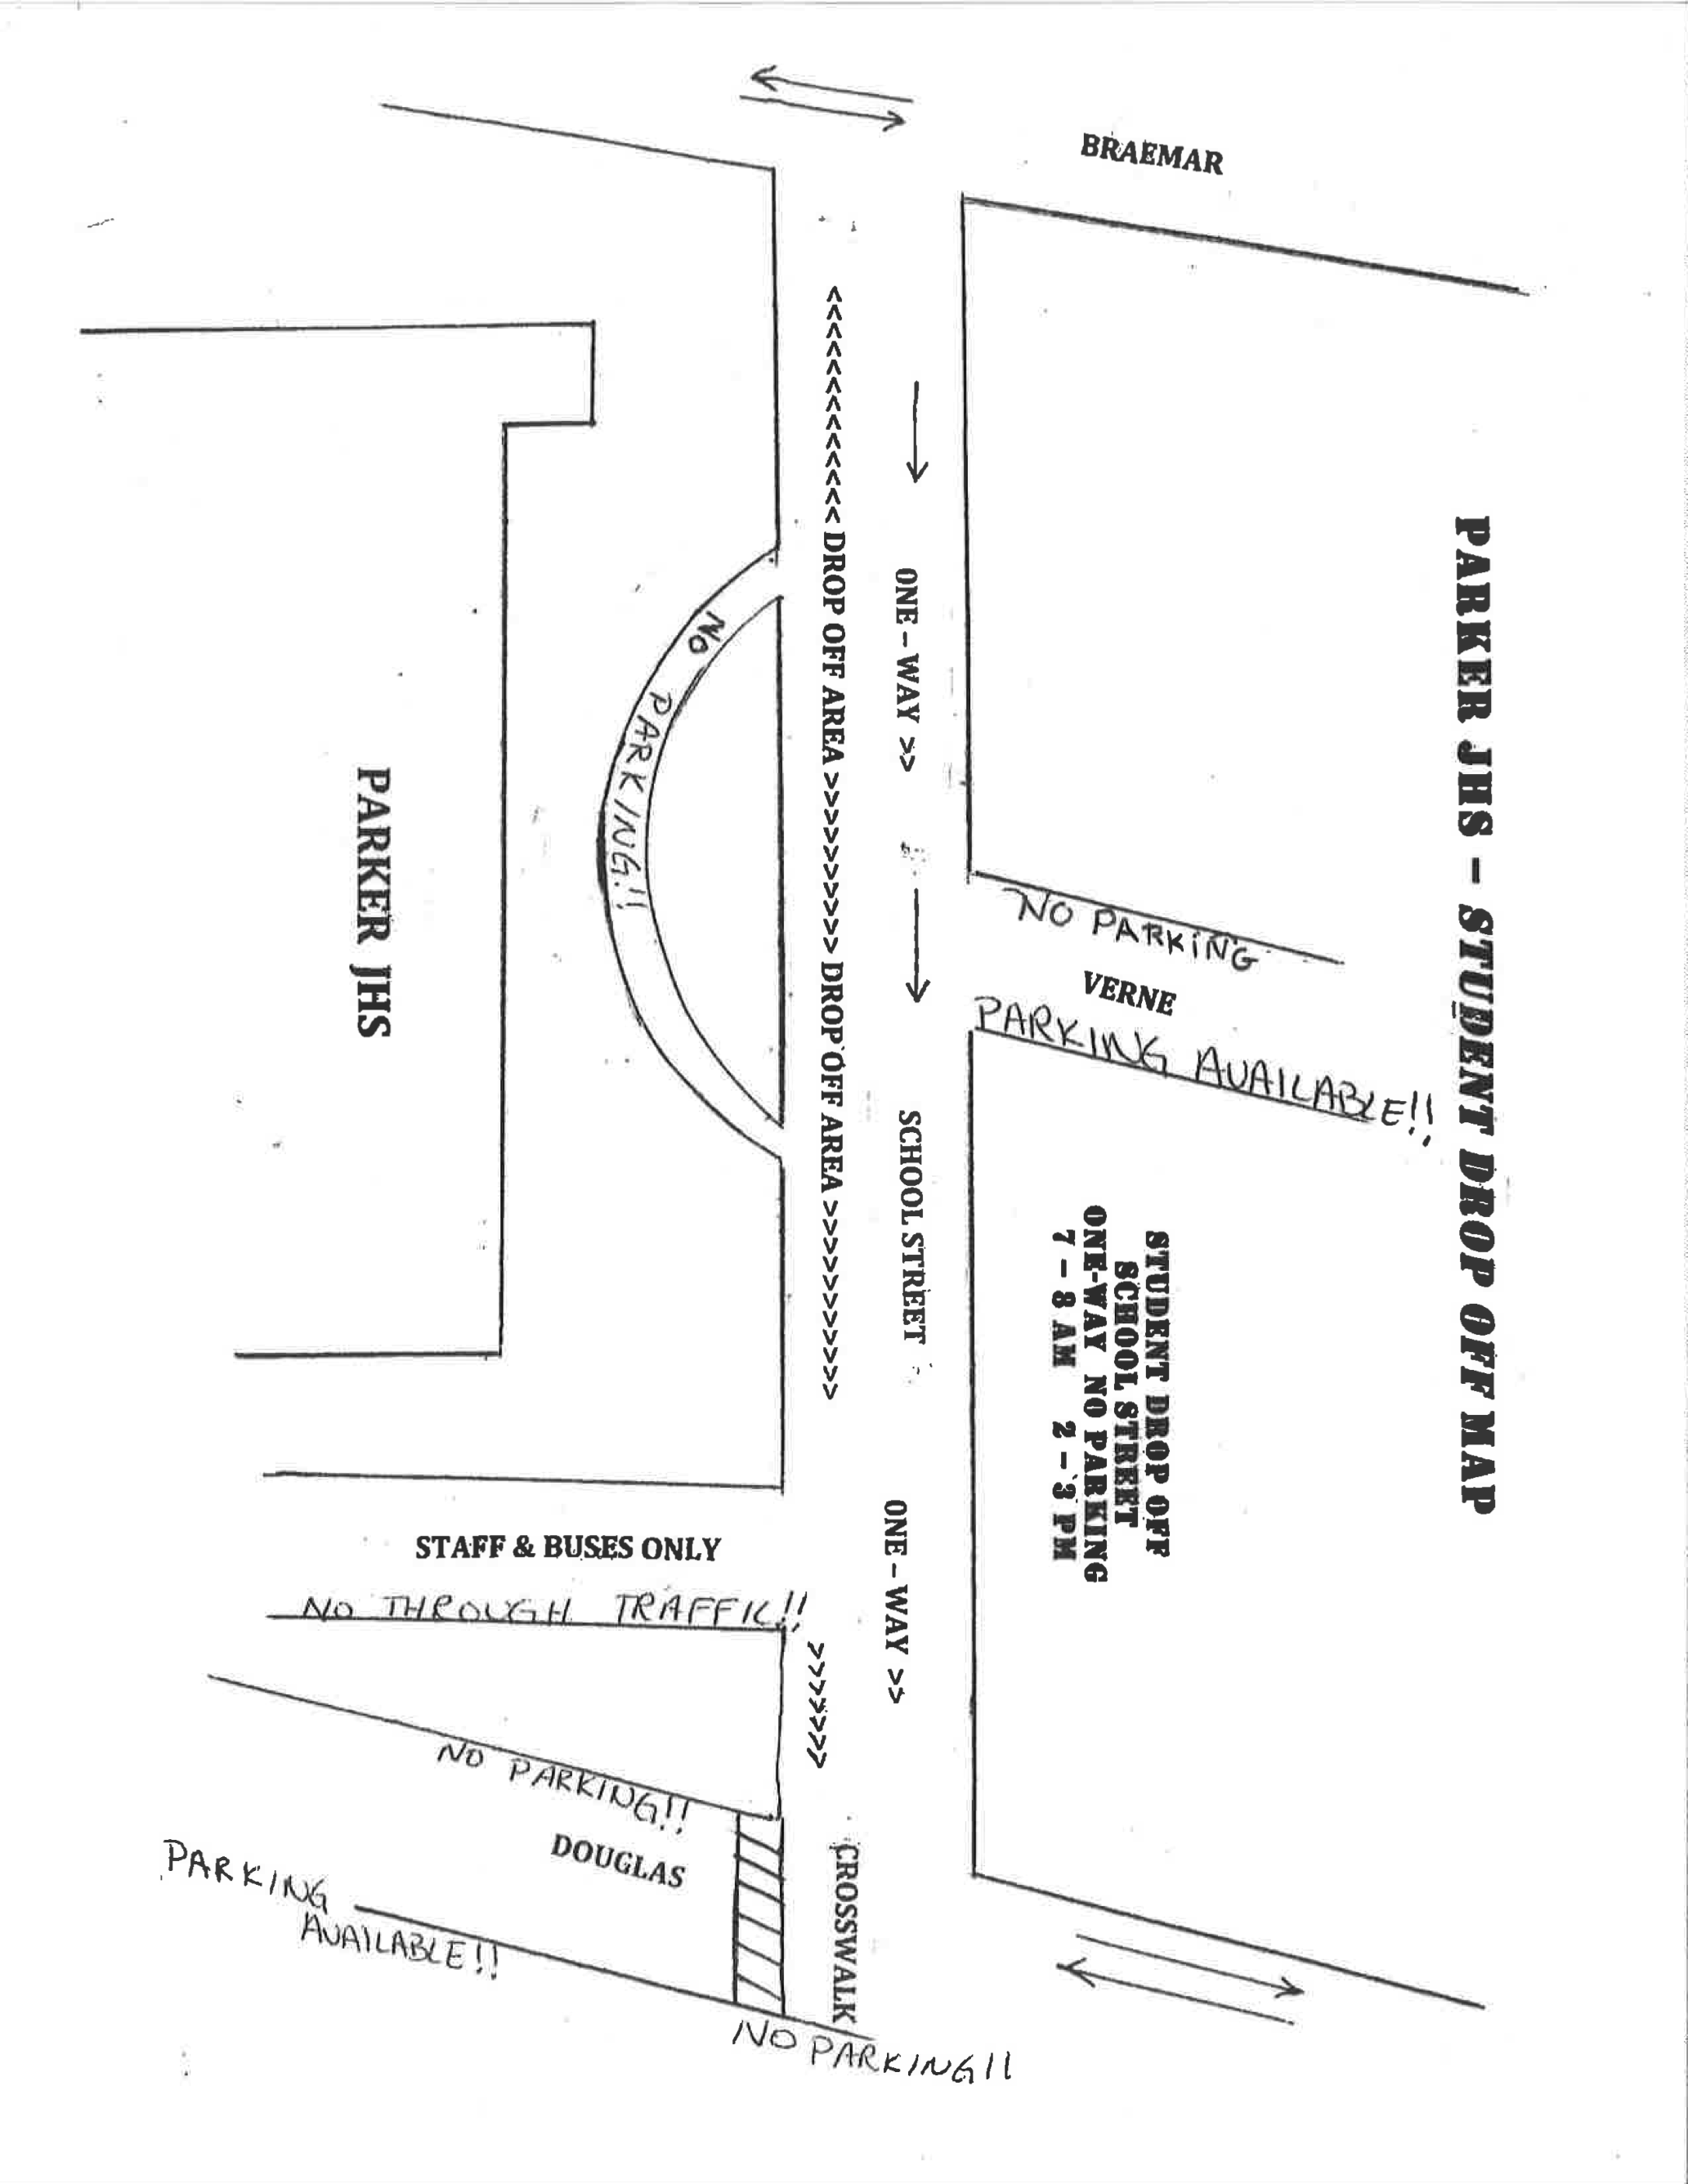 PARKER JHS – STUDENT DROP OFF MAP
BRAEMAR
NO PARKING
VERNE
PARKING AVAILABLE!!
STUDENT DROP OFF
SCHOOL STREET
ONE-WAY NO PARKING
7 – 8 AM 2 – 3 PM
ONE – WAY >>
SCHOOL STREET
ONE – WAY >>
<<<<<<<<<<<<< DROP OFF AREA >>>>>>>>>> DROP OFF AREA >>>>>>>>>>>
NO PARKING!!
PARKER JHS
STAFF & BUSES ONLY
NO THROUGH TRAFFIC!!
>>>>>>>
NO PARKING!!
DOUGLAS
CROSSWALK
PARKING
AVAILABLE!!
NO PARKING!!